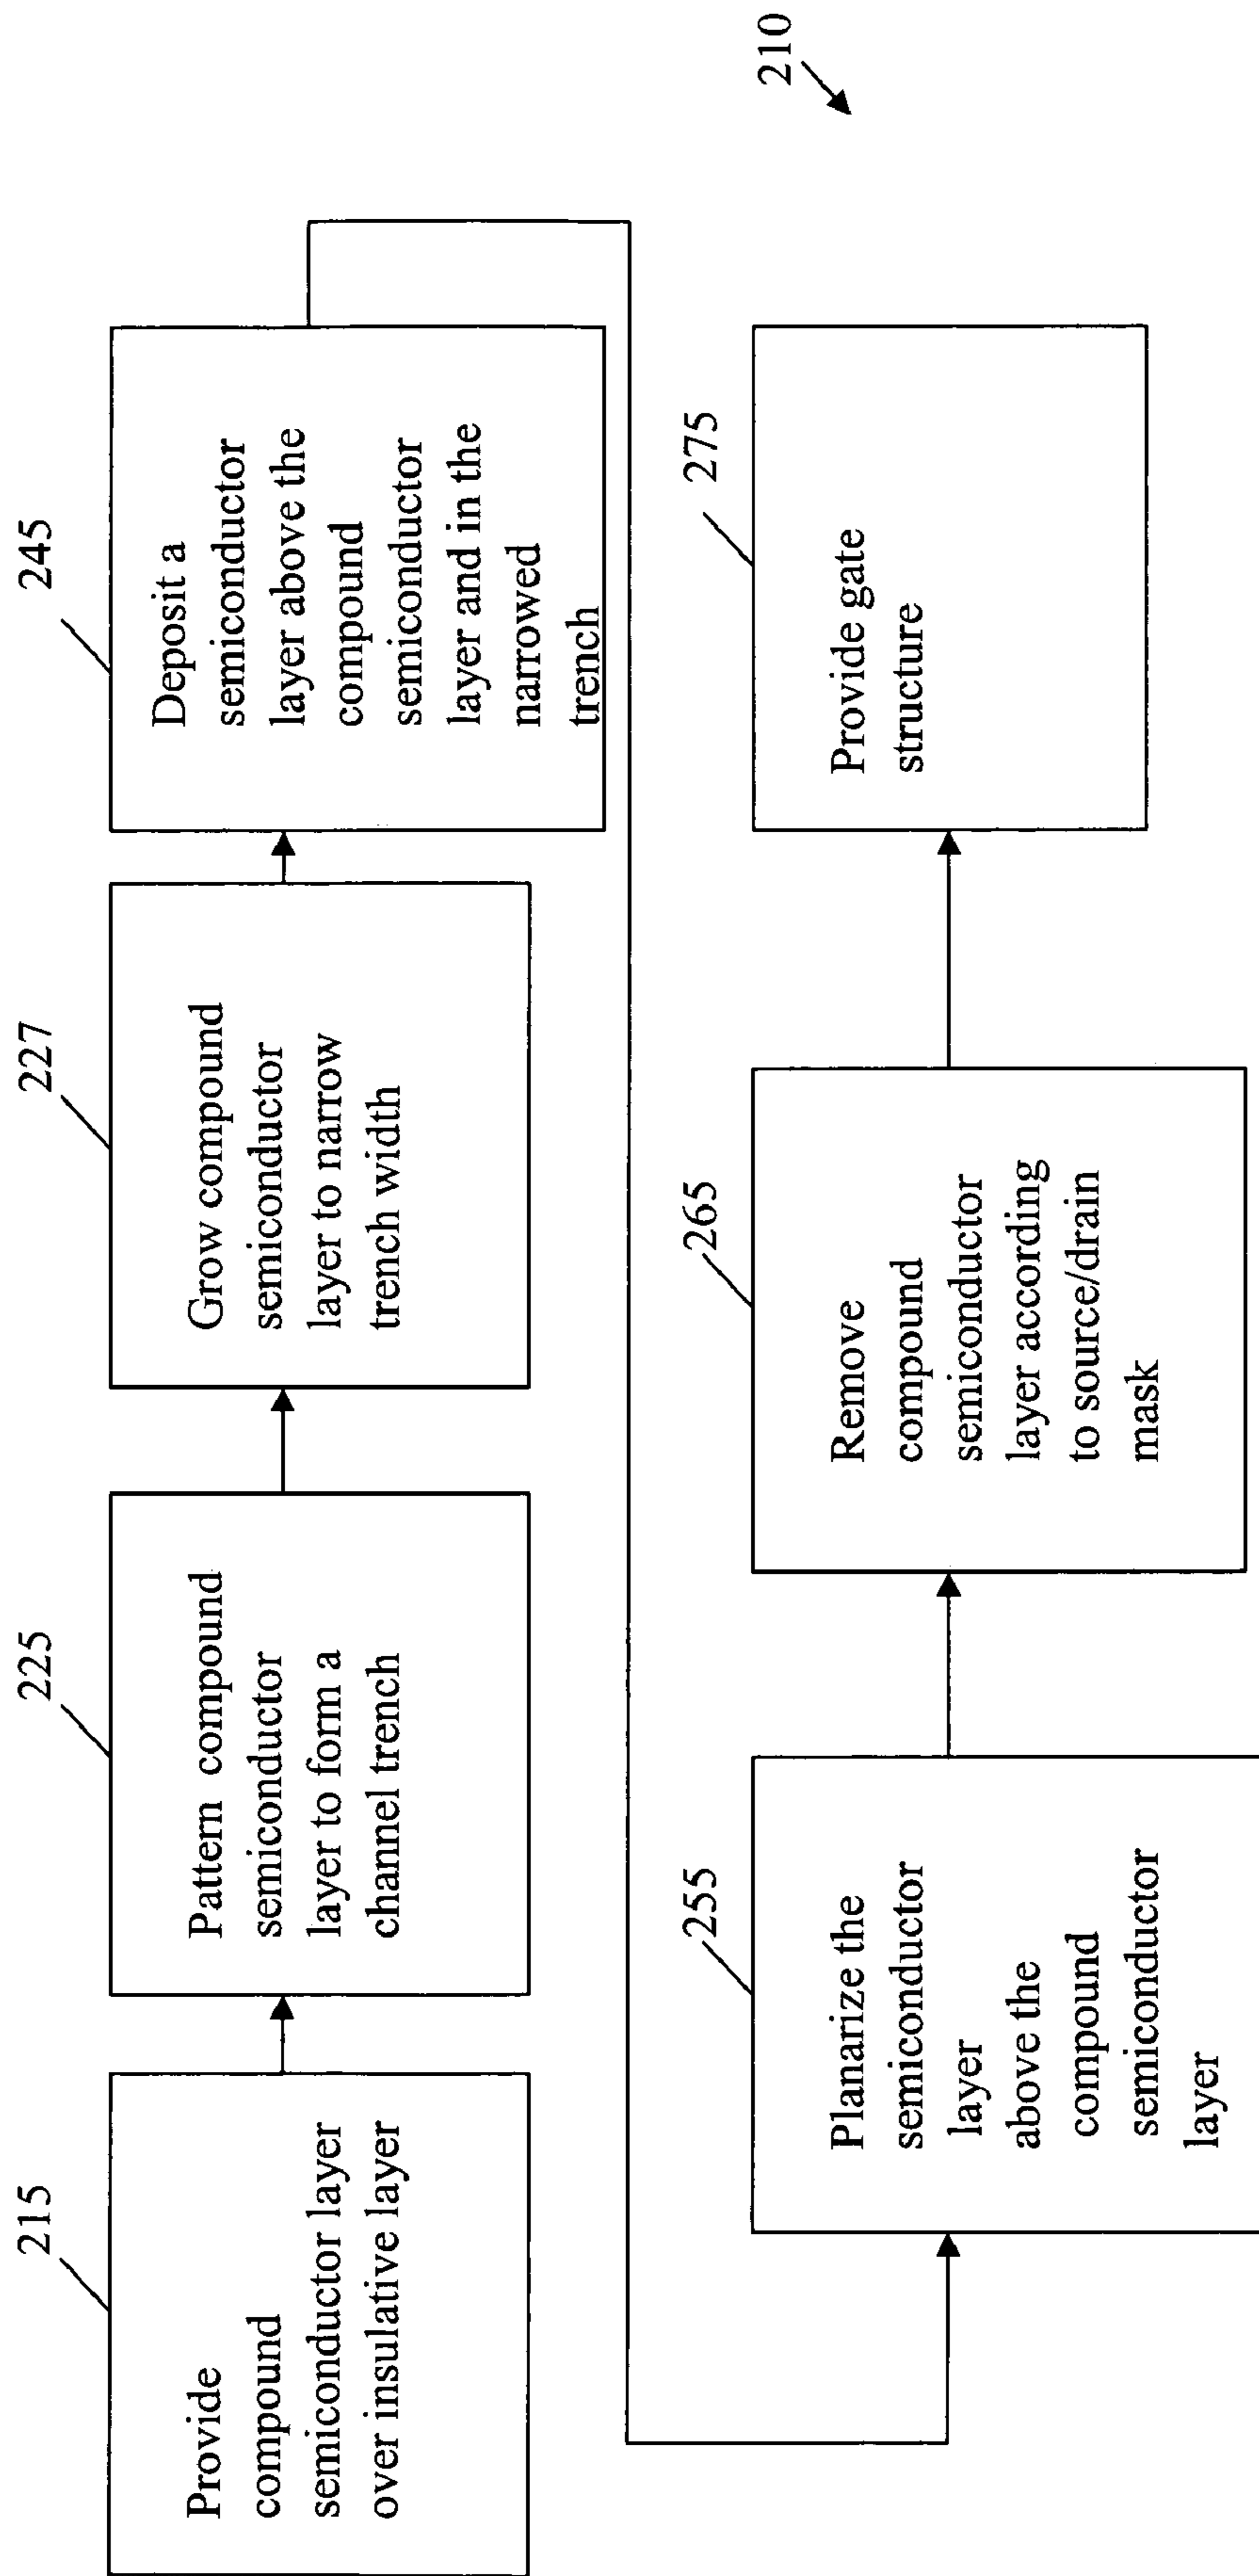 215
Provide
compound
semiconductor layer
over insulative layer
225
Pattern compound
semiconductor
layer to form a
channel trench
227
Grow compound
semiconductor
layer to narrow
trench width
245
Deposit a
semiconductor
layer above the
compound
semiconductor
layer and in the
narrowed
trench
255
Planarize the
semiconductor
layer
above the
compound
semiconductor
layer
265
Remove
compound
semiconductor
layer according
to source/drain
mask
275
Provide gate
structure
210